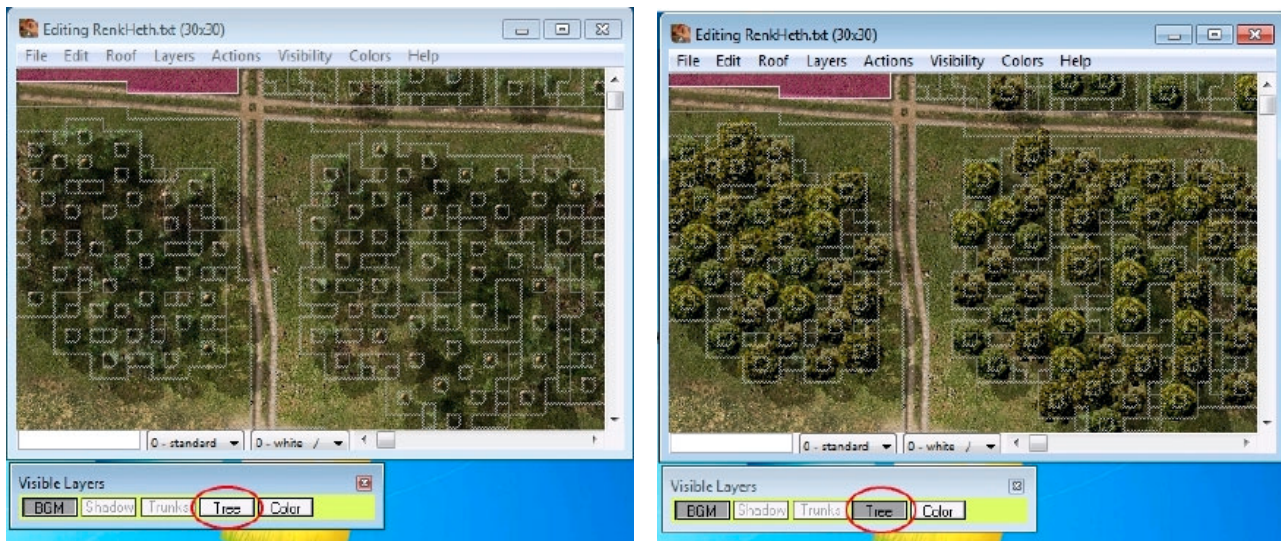 Editing RenkHeth.txt (30x30)
File Edit Roof Layers Actions Visibility Colors Help
0 - standard 0 - white /
Visible Layers
BGM Shadow Trunks Tree Color
Editing RenkHeth.txt (30x30)
File Edit Roof Layers Actions Visibility Colors Help
0 - standard 0 - white /
Visible Layers
BGM Shadow Trunks Tree Color